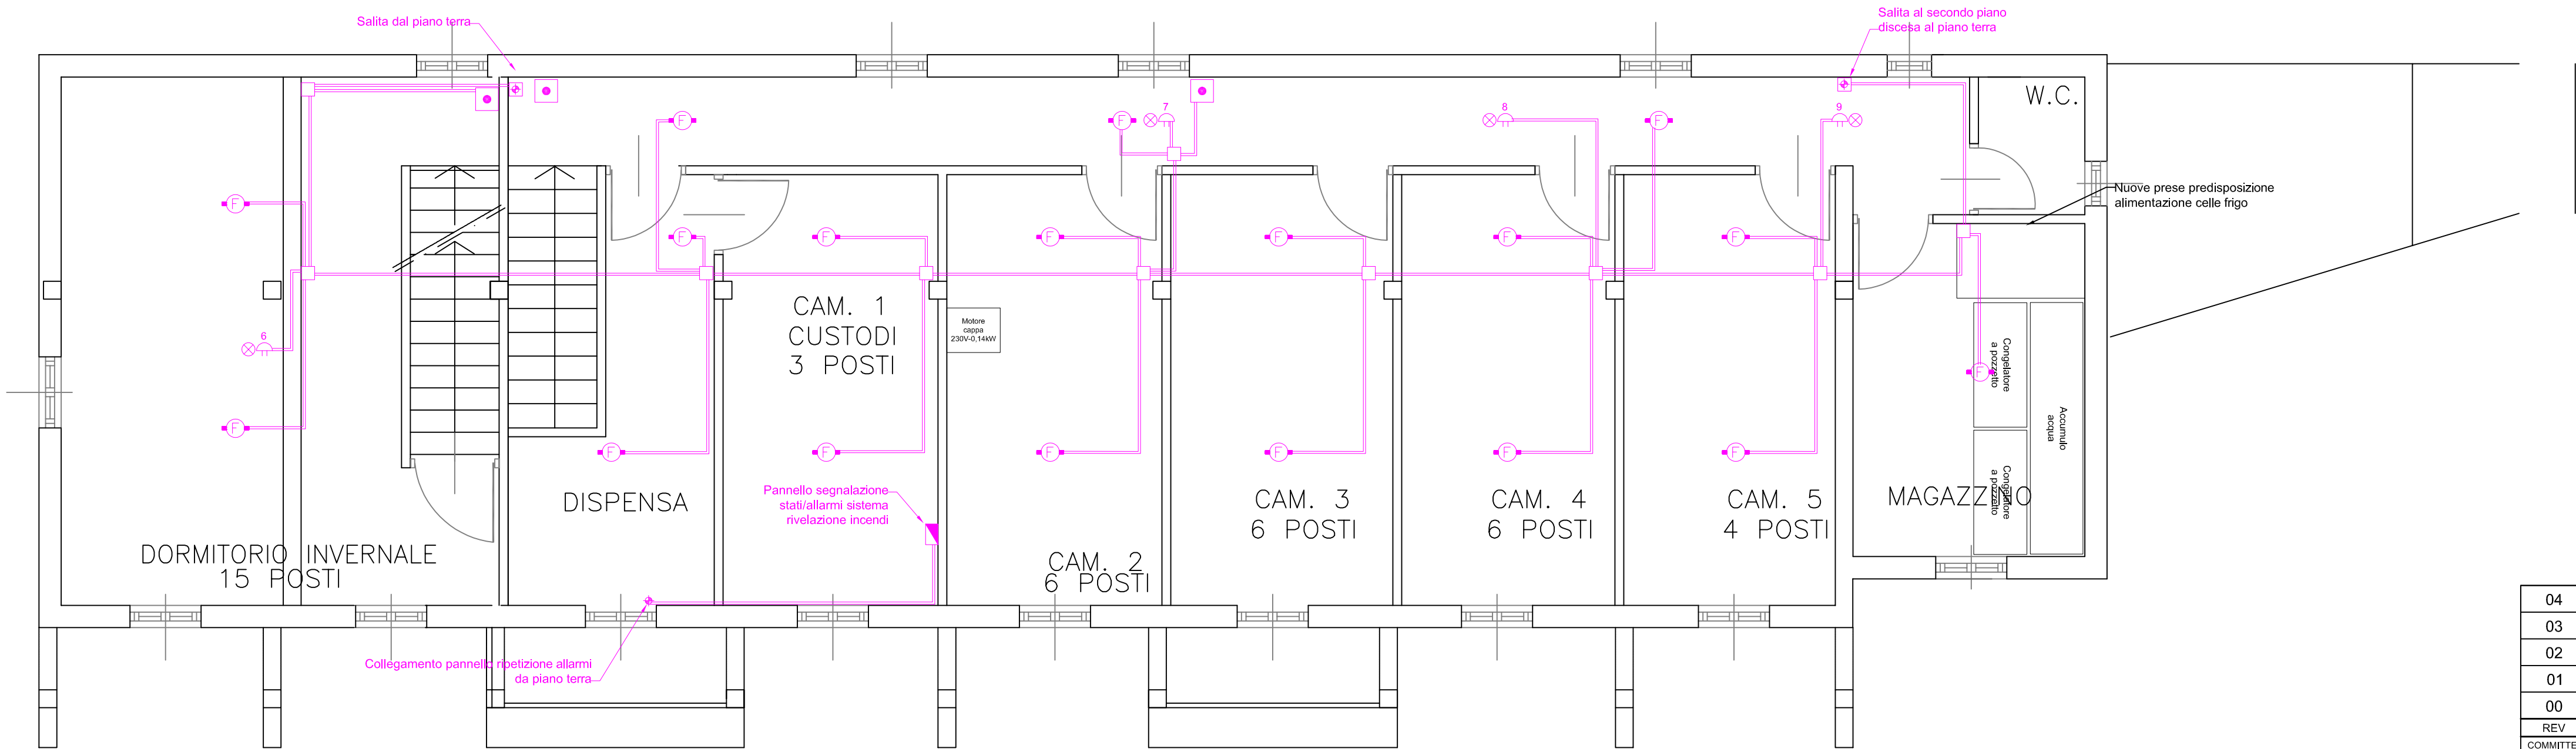 Salita dal piano terra
Salita al secondo piano
discesa al piano terra
W.C.
7
8
9
F
F
F
Nuove prese predisposizione
alimentazione celle frigo
F
F
F
F
F
F
F
6
CAM. 1
CUSTODI
3 POSTI
Motore
cappa
230V-0,14kW
Congelatore
a pozzetto
F
Accumulo
acqua
F
F
F
F
F
F
F
Congelatore
a pozzetto
Pannello segnalazione
stati/allarmi sistema
rivelazione incendi
DISPENSA
CAM. 3
6 POSTI
CAM. 4
6 POSTI
CAM. 5
4 POSTI
MAGAZZINO
DORMITORIO INVERNALE
15 POSTI
CAM. 2
6 POSTI
Collegamento pannello ripetizione allarmi
da piano terra
04
03
02
01
00
REV
COMMITTE